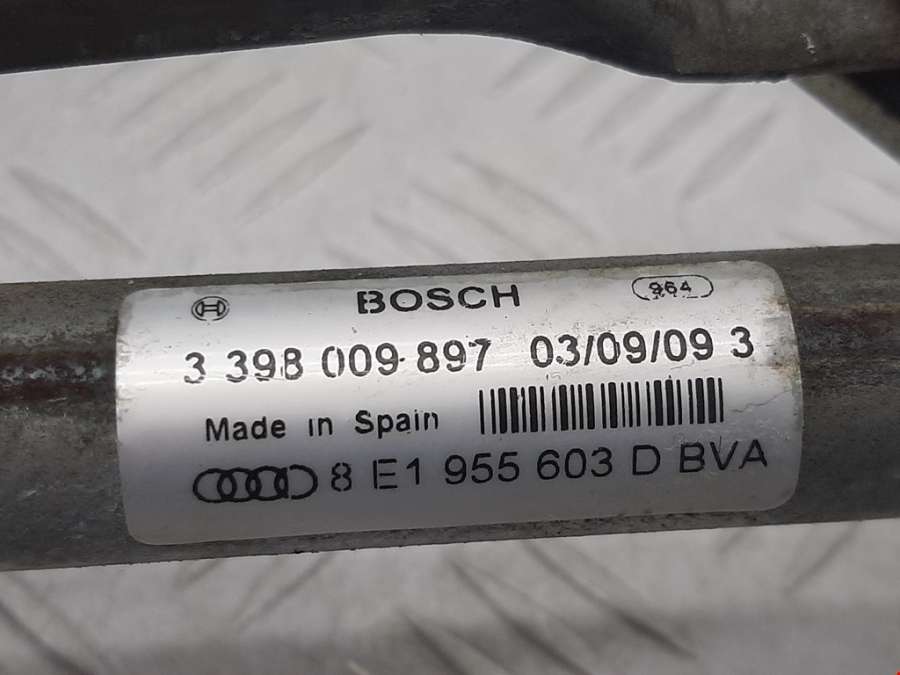 BOSCH 964
3 398 009 897 03/09/09 3
Made in Spain
8 E1 955 603 D BVA